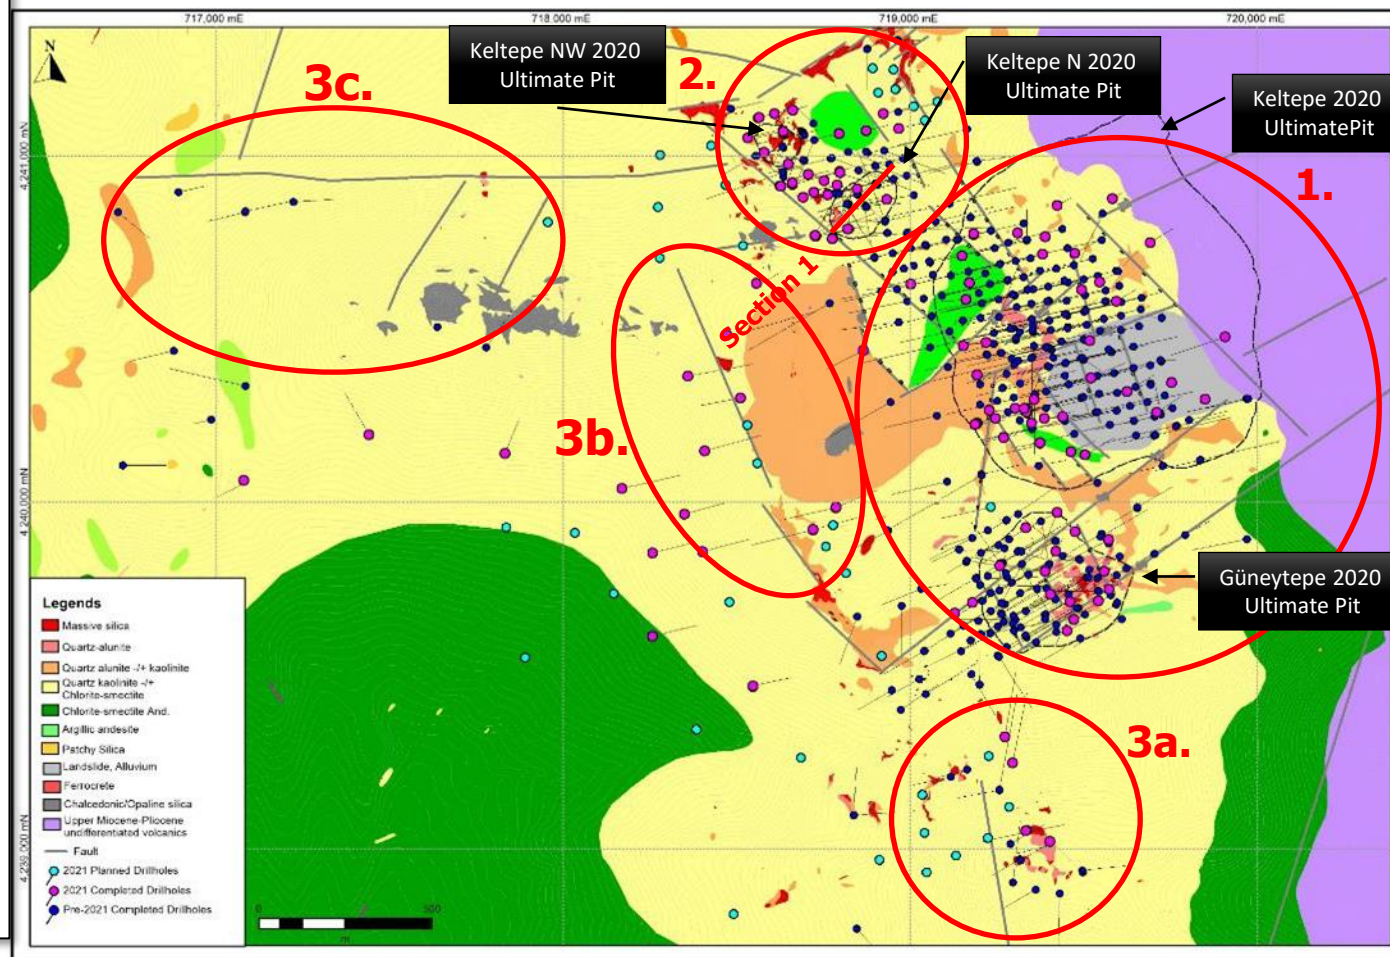 717,000 mE
718,000 mE
719,000 mE
720,000 mE
N
Keltepe NW 2020
Ultimate Pit
2.
Keltepe N 2020
Ultimate Pit
Keltepe 2020
UltimatePit
3c.
1.
4,241,000 mN
Section 1
3b.
4,240,000 mN
Güneytepe 2020
Ultimate Pit
3a.
4,239,000 mN
Legends
Massive silica
Quartz-alunite
Quartz alunite -/+ kaolinite
Quartz kaolinite -/+
Chlorite-smectite
Chlorite-smectite And.
Argillic andesite
Patchy Silica
Landslide, Alluvium
Ferrocrete
Chalcedonic/Opaline silica
Upper Miocene-Pliocene
undifferentiated volcanics
Fault
2021 Planned Drillholes
2021 Completed Drillholes
Pre-2021 Completed Drillholes
0
500
m